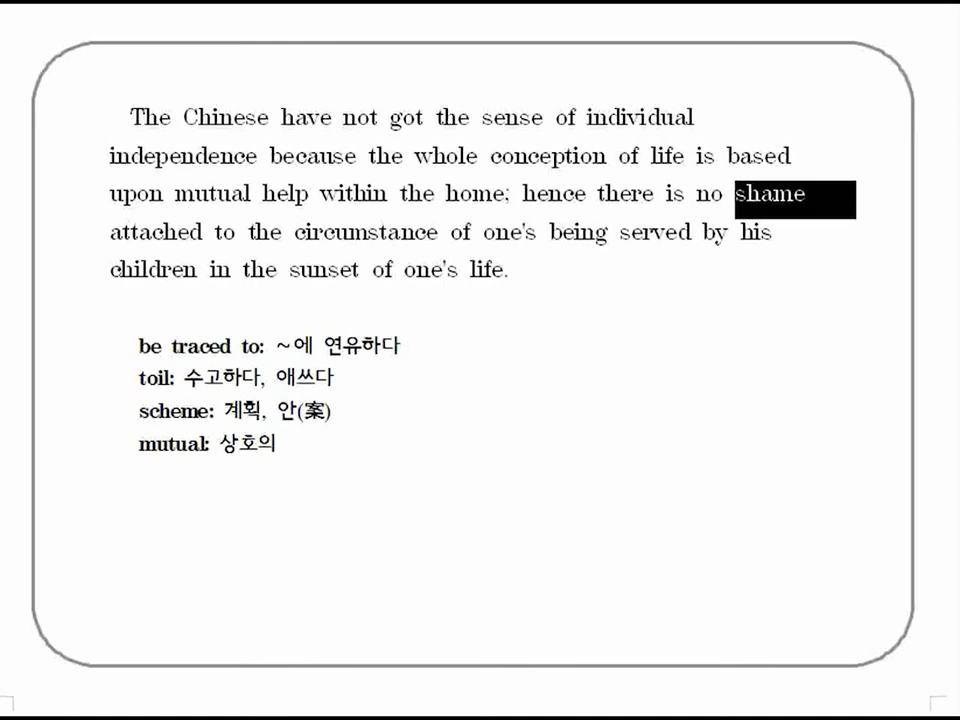 The Chinese have not got the sense of individual
independence because the whole conception of life is based
upon mutual help within the home; hence there is no shame
attached to the circumstance of one's being served by his
children in the sunset of one's life.
be traced to: ~에 연유하다
toil: 수고하다, 애쓰다
scheme: 계획, 안(案)
mutual: 상호의